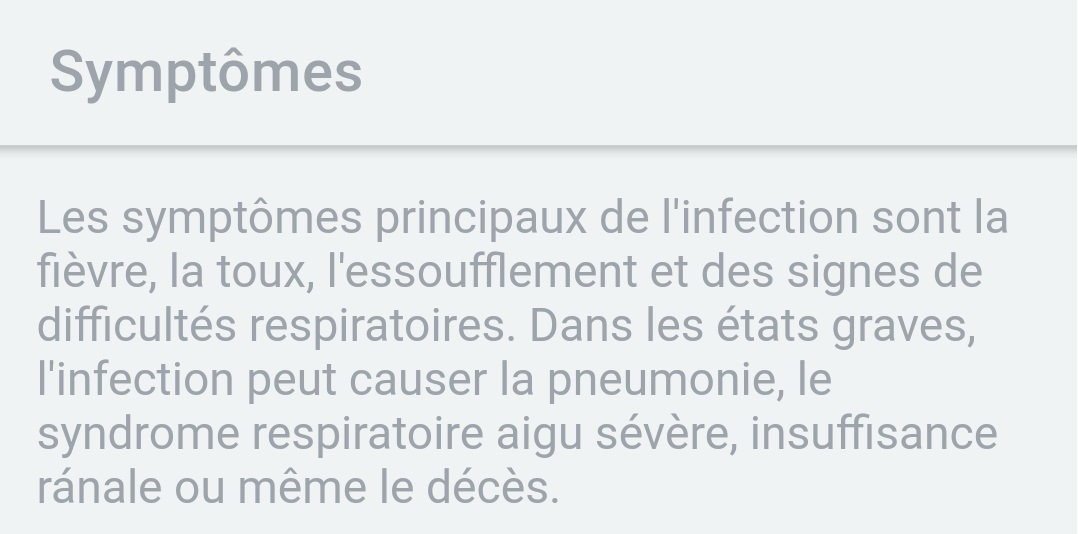 Symptômes
Les symptômes principaux de l'infection sont la
fièvre, la toux, l'essoufflement et des signes de
difficultés respiratoires. Dans les états graves,
l'infection peut causer la pneumonie, le
syndrome respiratoire aigu sévère, insuffisance
ránale ou même le décès.